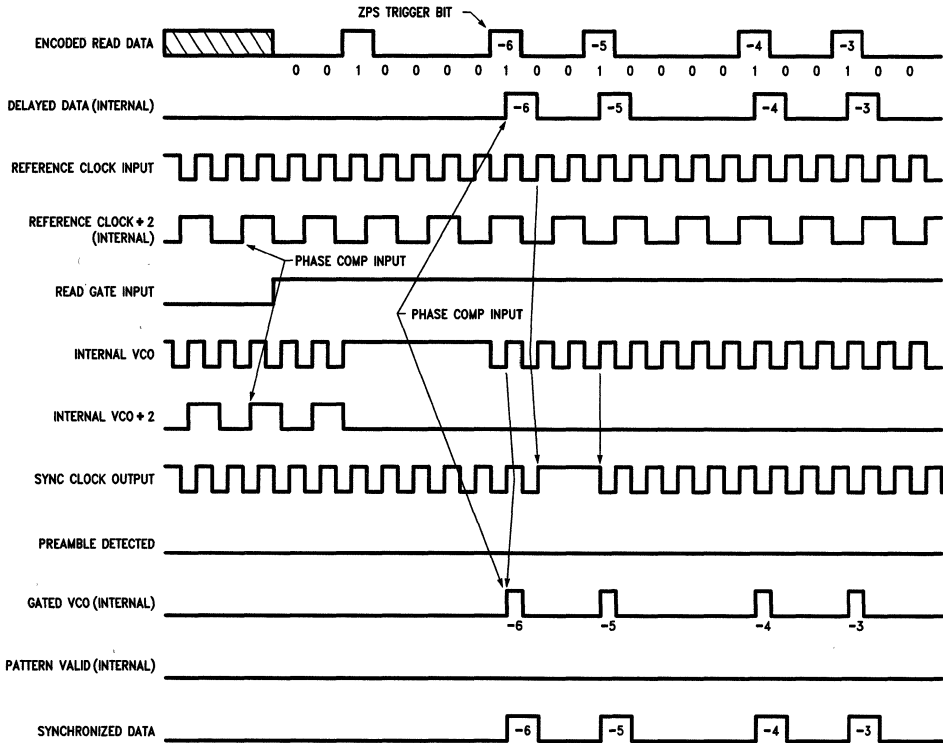 ZPS TRIGGER BIT
ENCODED READ DATA
-6 -5 -4 -3
0 0 1 0 0 0 0 1 0 0 1 0 0 0 0 1 0 0 1 0 0
DELAYED DATA (INTERNAL)
-6 -5 -4 -3
REFERENCE CLOCK INPUT
REFERENCE CLOCK ÷ 2
(INTERNAL)
PHASE COMP INPUT
READ GATE INPUT
PHASE COMP INPUT
INTERNAL VCO
INTERNAL VCO ÷ 2
SYNC CLOCK OUTPUT
PREAMBLE DETECTED
GATED VCO (INTERNAL)
-6 -5 -4 -3
PATTERN VALID (INTERNAL)
SYNCHRONIZED DATA
-6 -5 -4 -3